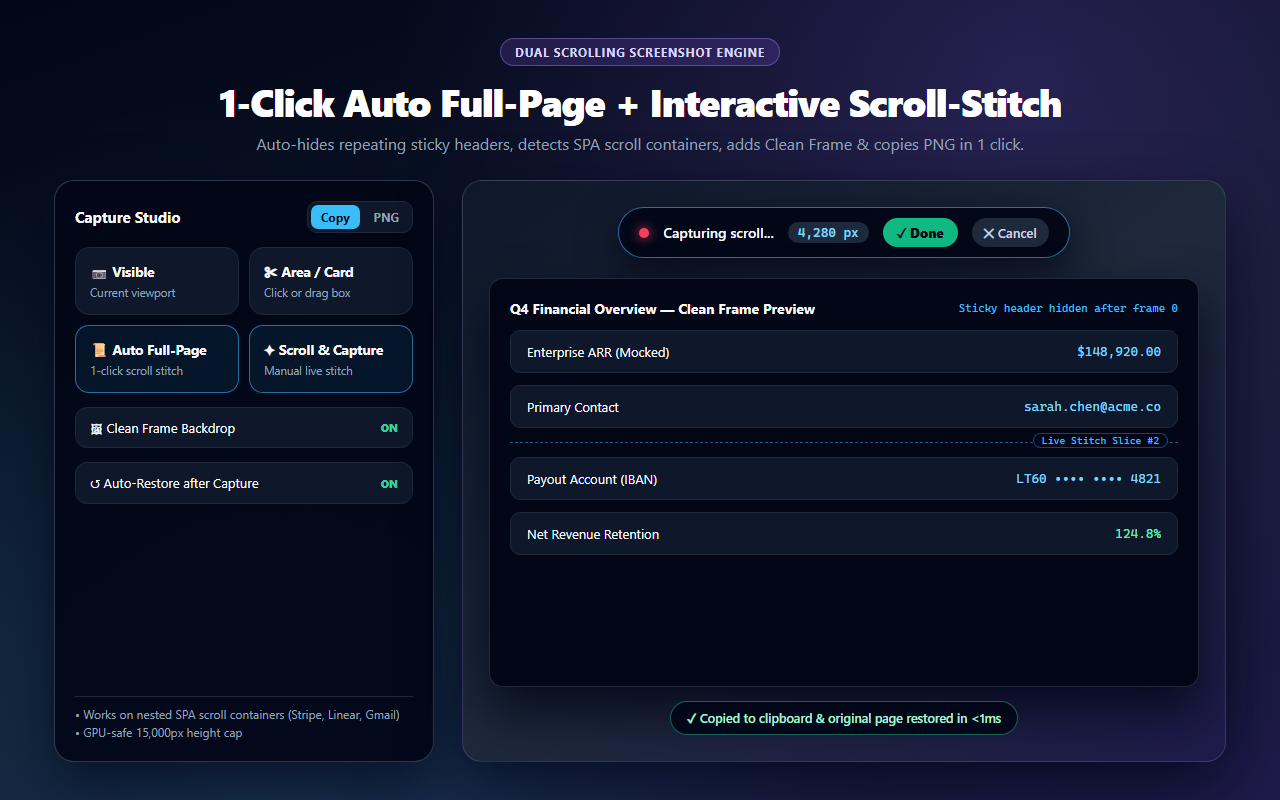 DUAL SCROLLING SCREENSHOT ENGINE
1-Click Auto Full-Page + Interactive Scroll-Stitch
Auto-hides repeating sticky headers, detects SPA scroll containers, adds Clean Frame & copies PNG in 1 click.
Capture Studio
Copy PNG
📷 Visible
Current viewport
✂ Area / Card
Click or drag box
📜 Auto Full-Page
1-click scroll stitch
✦ Scroll & Capture
Manual live stitch
🖼 Clean Frame Backdrop ON
↺ Auto-Restore after Capture ON
• Works on nested SPA scroll containers (Stripe, Linear, Gmail)
• GPU-safe 15,000px height cap
Capturing scroll... 4,280 px ✓ Done ✕ Cancel
Q4 Financial Overview — Clean Frame Preview Sticky header hidden after frame 0
Enterprise ARR (Mocked) $148,920.00
Primary Contact sarah.chen@acme.co
Live Stitch Slice #2
Payout Account (IBAN) LT60 •••• •••• 4821
Net Revenue Retention 124.8%
✓ Copied to clipboard & original page restored in <1ms